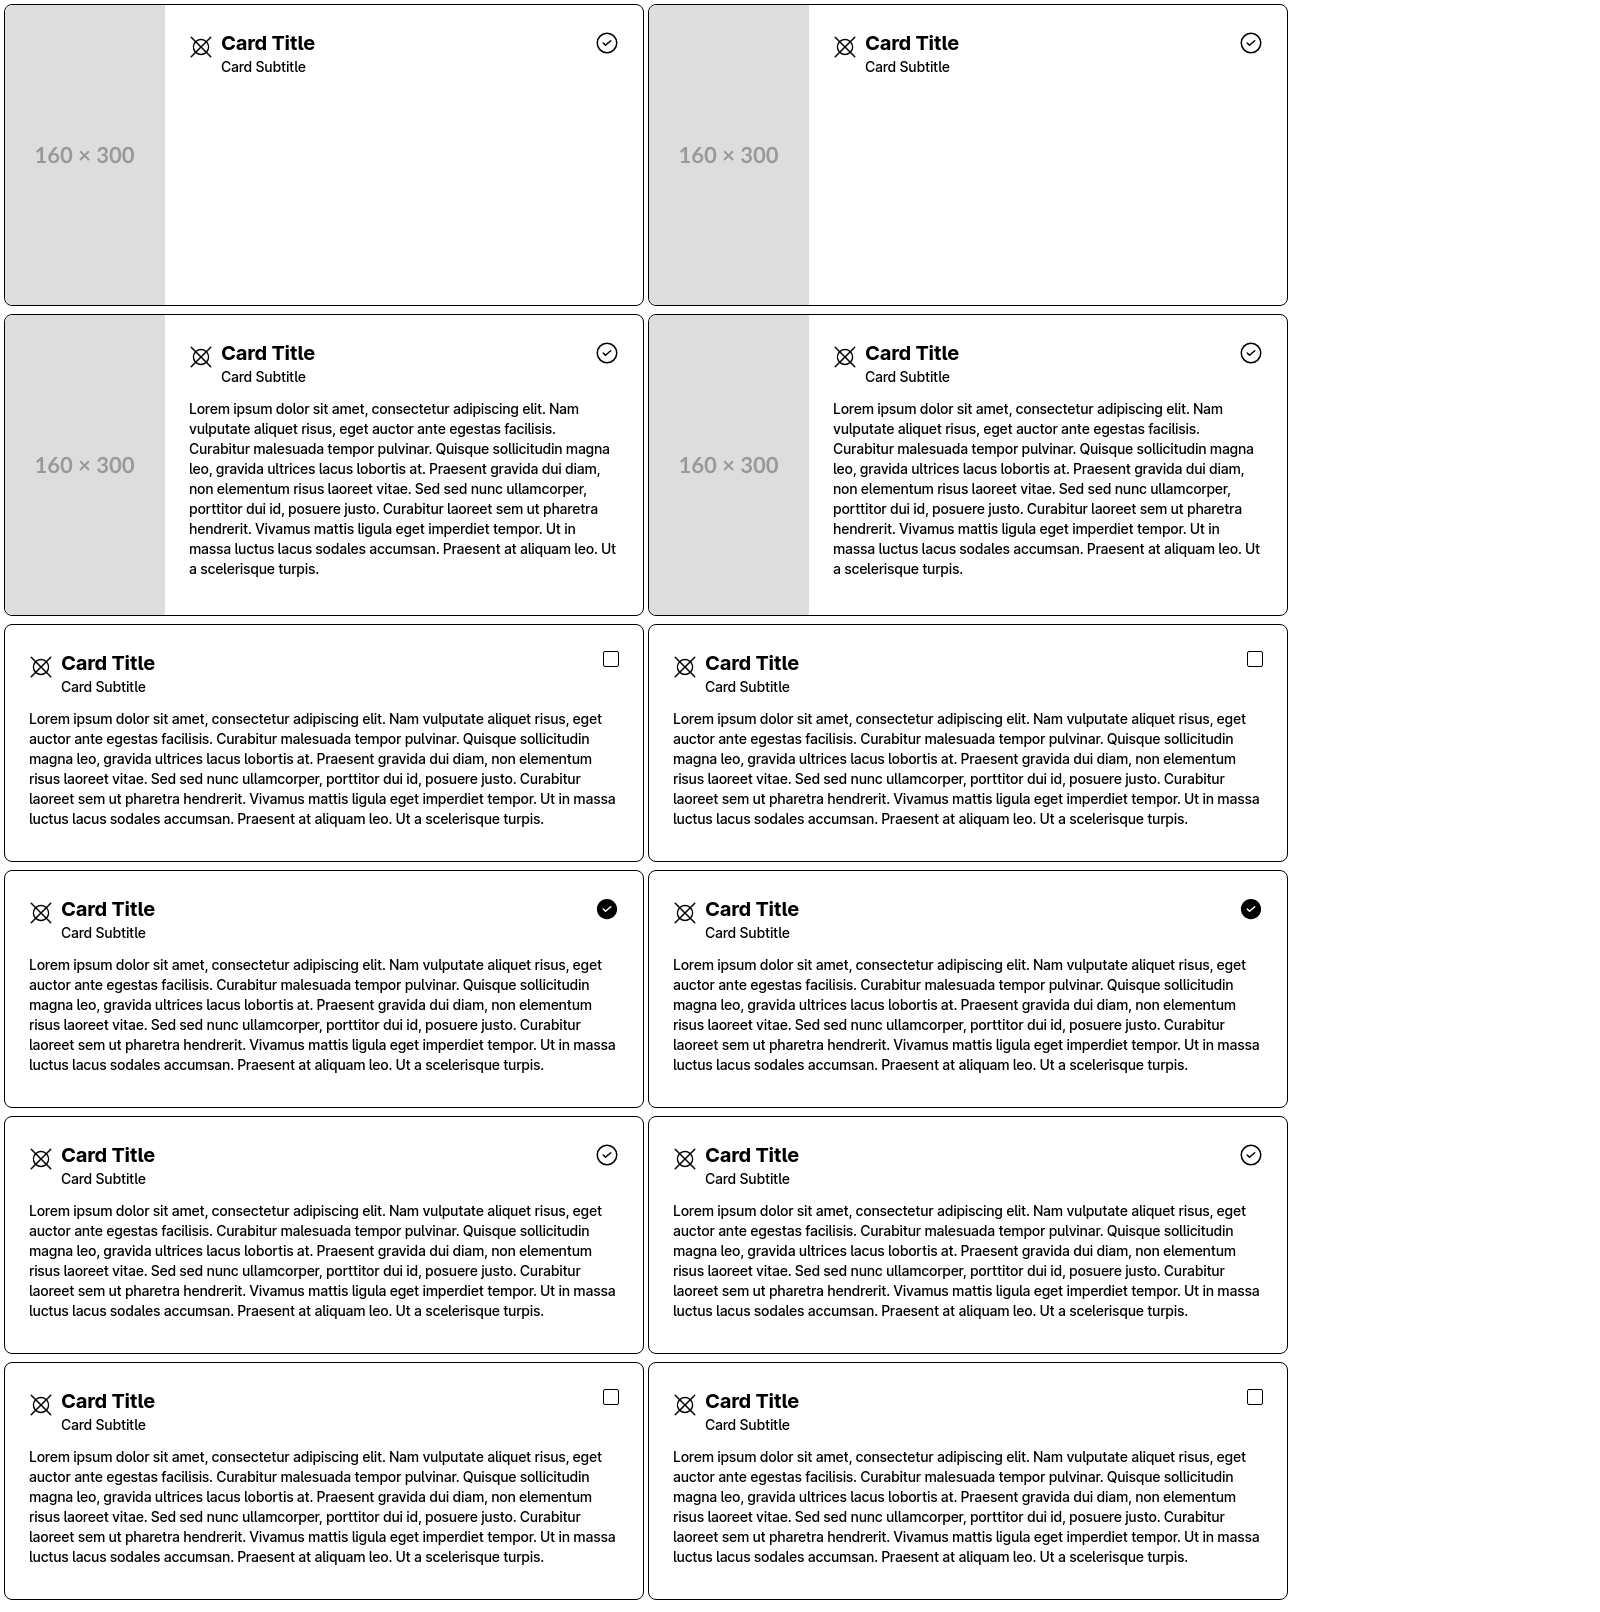 160 × 300
Card Title
Card Subtitle
160 × 300
Card Title
Card Subtitle
160 × 300
Card Title
Card Subtitle
Lorem ipsum dolor sit amet, consectetur adipiscing elit. Nam
vulputate aliquet risus, eget auctor ante egestas facilisis.
Curabitur malesuada tempor pulvinar. Quisque sollicitudin magna
leo, gravida ultrices lacus lobortis at. Praesent gravida dui diam,
non elementum risus laoreet vitae. Sed sed nunc ullamcorper,
porttitor dui id, posuere justo. Curabitur laoreet sem ut pharetra
hendrerit. Vivamus mattis ligula eget imperdiet tempor. Ut in
massa luctus lacus sodales accumsan. Praesent at aliquam leo. Ut
a scelerisque turpis.
160 × 300
Card Title
Card Subtitle
Lorem ipsum dolor sit amet, consectetur adipiscing elit. Nam
vulputate aliquet risus, eget auctor ante egestas facilisis.
Curabitur malesuada tempor pulvinar. Quisque sollicitudin magna
leo, gravida ultrices lacus lobortis at. Praesent gravida dui diam,
non elementum risus laoreet vitae. Sed sed nunc ullamcorper,
porttitor dui id, posuere justo. Curabitur laoreet sem ut pharetra
hendrerit. Vivamus mattis ligula eget imperdiet tempor. Ut in
massa luctus lacus sodales accumsan. Praesent at aliquam leo. Ut
a scelerisque turpis.
Card Title
Card Subtitle
Lorem ipsum dolor sit amet, consectetur adipiscing elit. Nam vulputate aliquet risus, eget
auctor ante egestas facilisis. Curabitur malesuada tempor pulvinar. Quisque sollicitudin
magna leo, gravida ultrices lacus lobortis at. Praesent gravida dui diam, non elementum
risus laoreet vitae. Sed sed nunc ullamcorper, porttitor dui id, posuere justo. Curabitur
laoreet sem ut pharetra hendrerit. Vivamus mattis ligula eget imperdiet tempor. Ut in massa
luctus lacus sodales accumsan. Praesent at aliquam leo. Ut a scelerisque turpis.
Card Title
Card Subtitle
Lorem ipsum dolor sit amet, consectetur adipiscing elit. Nam vulputate aliquet risus, eget
auctor ante egestas facilisis. Curabitur malesuada tempor pulvinar. Quisque sollicitudin
magna leo, gravida ultrices lacus lobortis at. Praesent gravida dui diam, non elementum
risus laoreet vitae. Sed sed nunc ullamcorper, porttitor dui id, posuere justo. Curabitur
laoreet sem ut pharetra hendrerit. Vivamus mattis ligula eget imperdiet tempor. Ut in massa
luctus lacus sodales accumsan. Praesent at aliquam leo. Ut a scelerisque turpis.
Card Title
Card Subtitle
Lorem ipsum dolor sit amet, consectetur adipiscing elit. Nam vulputate aliquet risus, eget
auctor ante egestas facilisis. Curabitur malesuada tempor pulvinar. Quisque sollicitudin
magna leo, gravida ultrices lacus lobortis at. Praesent gravida dui diam, non elementum
risus laoreet vitae. Sed sed nunc ullamcorper, porttitor dui id, posuere justo. Curabitur
laoreet sem ut pharetra hendrerit. Vivamus mattis ligula eget imperdiet tempor. Ut in massa
luctus lacus sodales accumsan. Praesent at aliquam leo. Ut a scelerisque turpis.
Card Title
Card Subtitle
Lorem ipsum dolor sit amet, consectetur adipiscing elit. Nam vulputate aliquet risus, eget
auctor ante egestas facilisis. Curabitur malesuada tempor pulvinar. Quisque sollicitudin
magna leo, gravida ultrices lacus lobortis at. Praesent gravida dui diam, non elementum
risus laoreet vitae. Sed sed nunc ullamcorper, porttitor dui id, posuere justo. Curabitur
laoreet sem ut pharetra hendrerit. Vivamus mattis ligula eget imperdiet tempor. Ut in massa
luctus lacus sodales accumsan. Praesent at aliquam leo. Ut a scelerisque turpis.
Card Title
Card Subtitle
Lorem ipsum dolor sit amet, consectetur adipiscing elit. Nam vulputate aliquet risus, eget
auctor ante egestas facilisis. Curabitur malesuada tempor pulvinar. Quisque sollicitudin
magna leo, gravida ultrices lacus lobortis at. Praesent gravida dui diam, non elementum
risus laoreet vitae. Sed sed nunc ullamcorper, porttitor dui id, posuere justo. Curabitur
laoreet sem ut pharetra hendrerit. Vivamus mattis ligula eget imperdiet tempor. Ut in massa
luctus lacus sodales accumsan. Praesent at aliquam leo. Ut a scelerisque turpis.
Card Title
Card Subtitle
Lorem ipsum dolor sit amet, consectetur adipiscing elit. Nam vulputate aliquet risus, eget
auctor ante egestas facilisis. Curabitur malesuada tempor pulvinar. Quisque sollicitudin
magna leo, gravida ultrices lacus lobortis at. Praesent gravida dui diam, non elementum
risus laoreet vitae. Sed sed nunc ullamcorper, porttitor dui id, posuere justo. Curabitur
laoreet sem ut pharetra hendrerit. Vivamus mattis ligula eget imperdiet tempor. Ut in massa
luctus lacus sodales accumsan. Praesent at aliquam leo. Ut a scelerisque turpis.
Card Title
Card Subtitle
Lorem ipsum dolor sit amet, consectetur adipiscing elit. Nam vulputate aliquet risus, eget
auctor ante egestas facilisis. Curabitur malesuada tempor pulvinar. Quisque sollicitudin
magna leo, gravida ultrices lacus lobortis at. Praesent gravida dui diam, non elementum
risus laoreet vitae. Sed sed nunc ullamcorper, porttitor dui id, posuere justo. Curabitur
laoreet sem ut pharetra hendrerit. Vivamus mattis ligula eget imperdiet tempor. Ut in massa
luctus lacus sodales accumsan. Praesent at aliquam leo. Ut a scelerisque turpis.
Card Title
Card Subtitle
Lorem ipsum dolor sit amet, consectetur adipiscing elit. Nam vulputate aliquet risus, eget
auctor ante egestas facilisis. Curabitur malesuada tempor pulvinar. Quisque sollicitudin
magna leo, gravida ultrices lacus lobortis at. Praesent gravida dui diam, non elementum
risus laoreet vitae. Sed sed nunc ullamcorper, porttitor dui id, posuere justo. Curabitur
laoreet sem ut pharetra hendrerit. Vivamus mattis ligula eget imperdiet tempor. Ut in massa
luctus lacus sodales accumsan. Praesent at aliquam leo. Ut a scelerisque turpis.